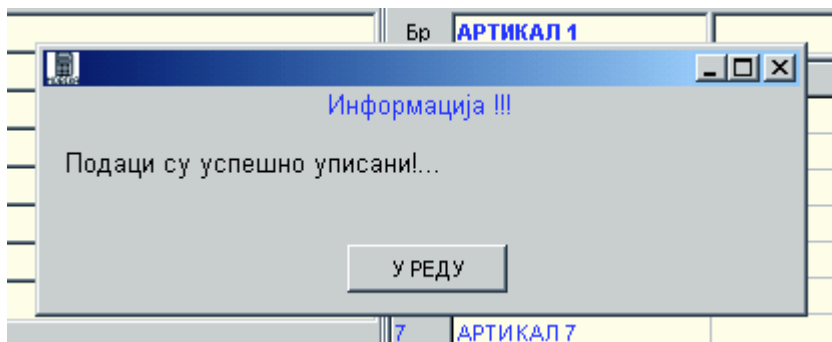 Бр АРТИКАЛ 1
Информација !!!
Подаци су успешно уписани!...
У РЕДУ
7 АРТИКАЛ 7